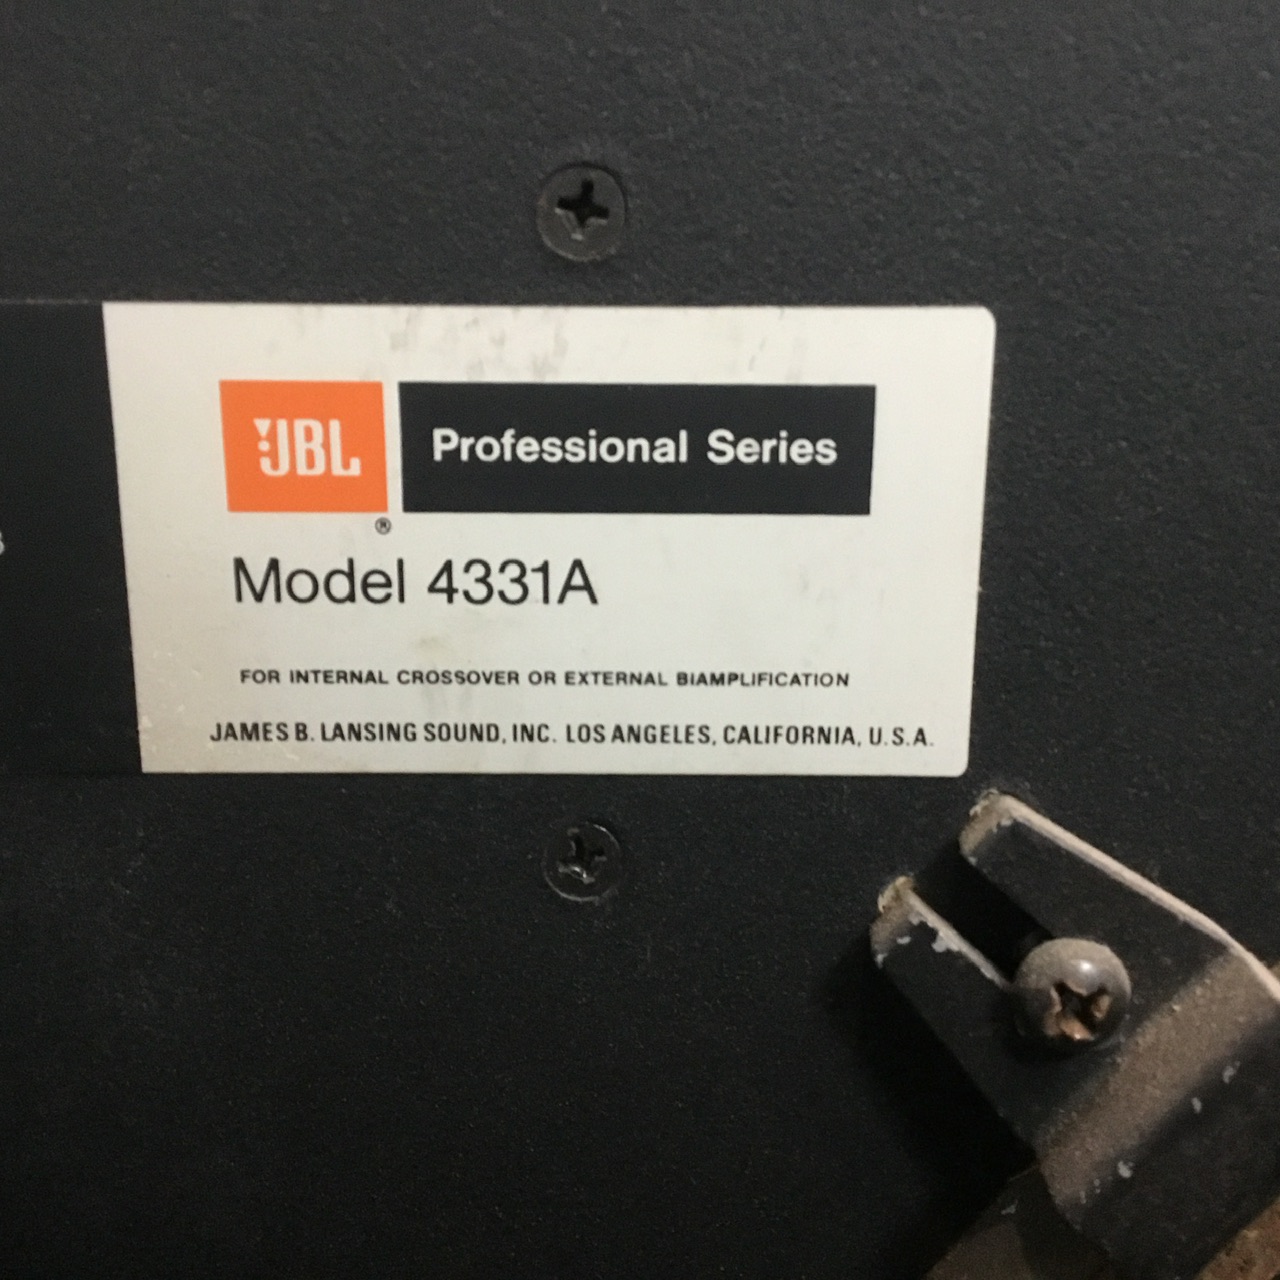 JBL Professional Series
®
Model 4331A
FOR INTERNAL CROSSOVER OR EXTERNAL BIAMPLIFICATION
JAMES B. LANSING SOUND, INC. LOS ANGELES, CALIFORNIA, U.S.A.